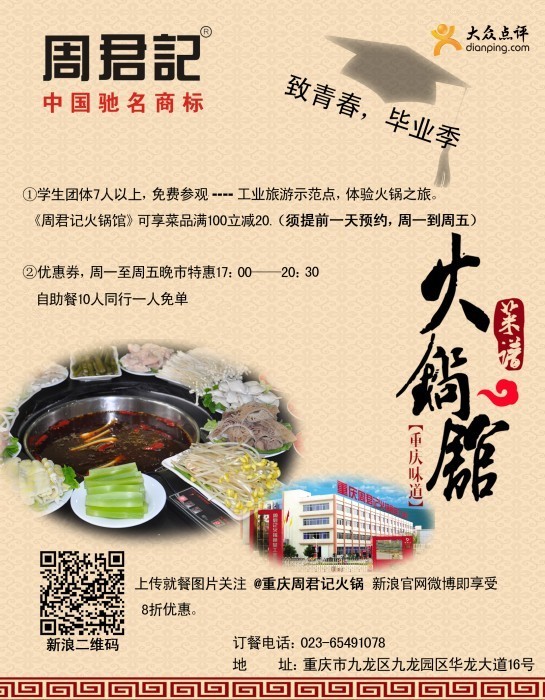 周君記®
中国驰名商标
大众点评
dianping.com
致青春，毕业季
①学生团体7人以上，免费参观 ---- 工业旅游示范点，体验火锅之旅。
《周君记火锅馆》可享菜品满100立减20.（须提前一天预约，周一到周五）
②优惠券，周一至周五晚市特惠17：00——20：30
自助餐10人同行一人免单
火鍋館
菜谱
【重庆味道】
重庆周君记火锅
上传就餐图片关注 @重庆周君记火锅 新浪官网微博即享受
8折优惠。
新浪二维码
订餐电话: 023-65491078
地 址: 重庆市九龙区九龙园区华龙大道16号